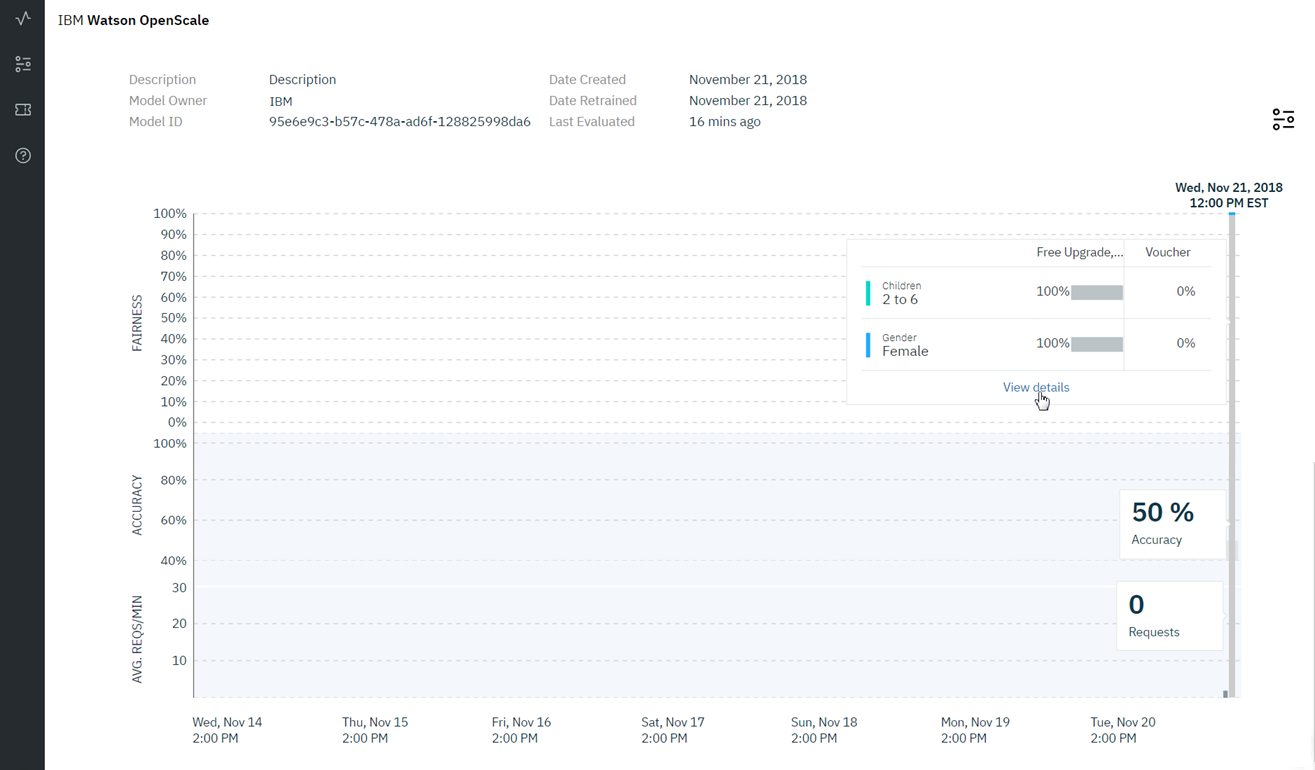 IBM Watson OpenScale
Description Description Date Created November 21, 2018
Model Owner IBM Date Retrained November 21, 2018
Model ID 95e6e9c3-b57c-478a-ad6f-128825998da6 Last Evaluated 16 mins ago
Wed, Nov 21, 2018
12:00 PM EST
FAIRNESS
100%
90%
80%
70%
60%
50%
40%
30%
20%
10%
0%
Free Upgrade,... Voucher
Children
2 to 6 100% 0%
Gender
Female 100% 0%
View details
ACCURACY
100%
80%
60%
40%
50 %
Accuracy
AVG. REQS/MIN
30
20
10
0
Requests
Wed, Nov 14 Thu, Nov 15 Fri, Nov 16 Sat, Nov 17 Sun, Nov 18 Mon, Nov 19 Tue, Nov 20
2:00 PM 2:00 PM 2:00 PM 2:00 PM 2:00 PM 2:00 PM 2:00 PM